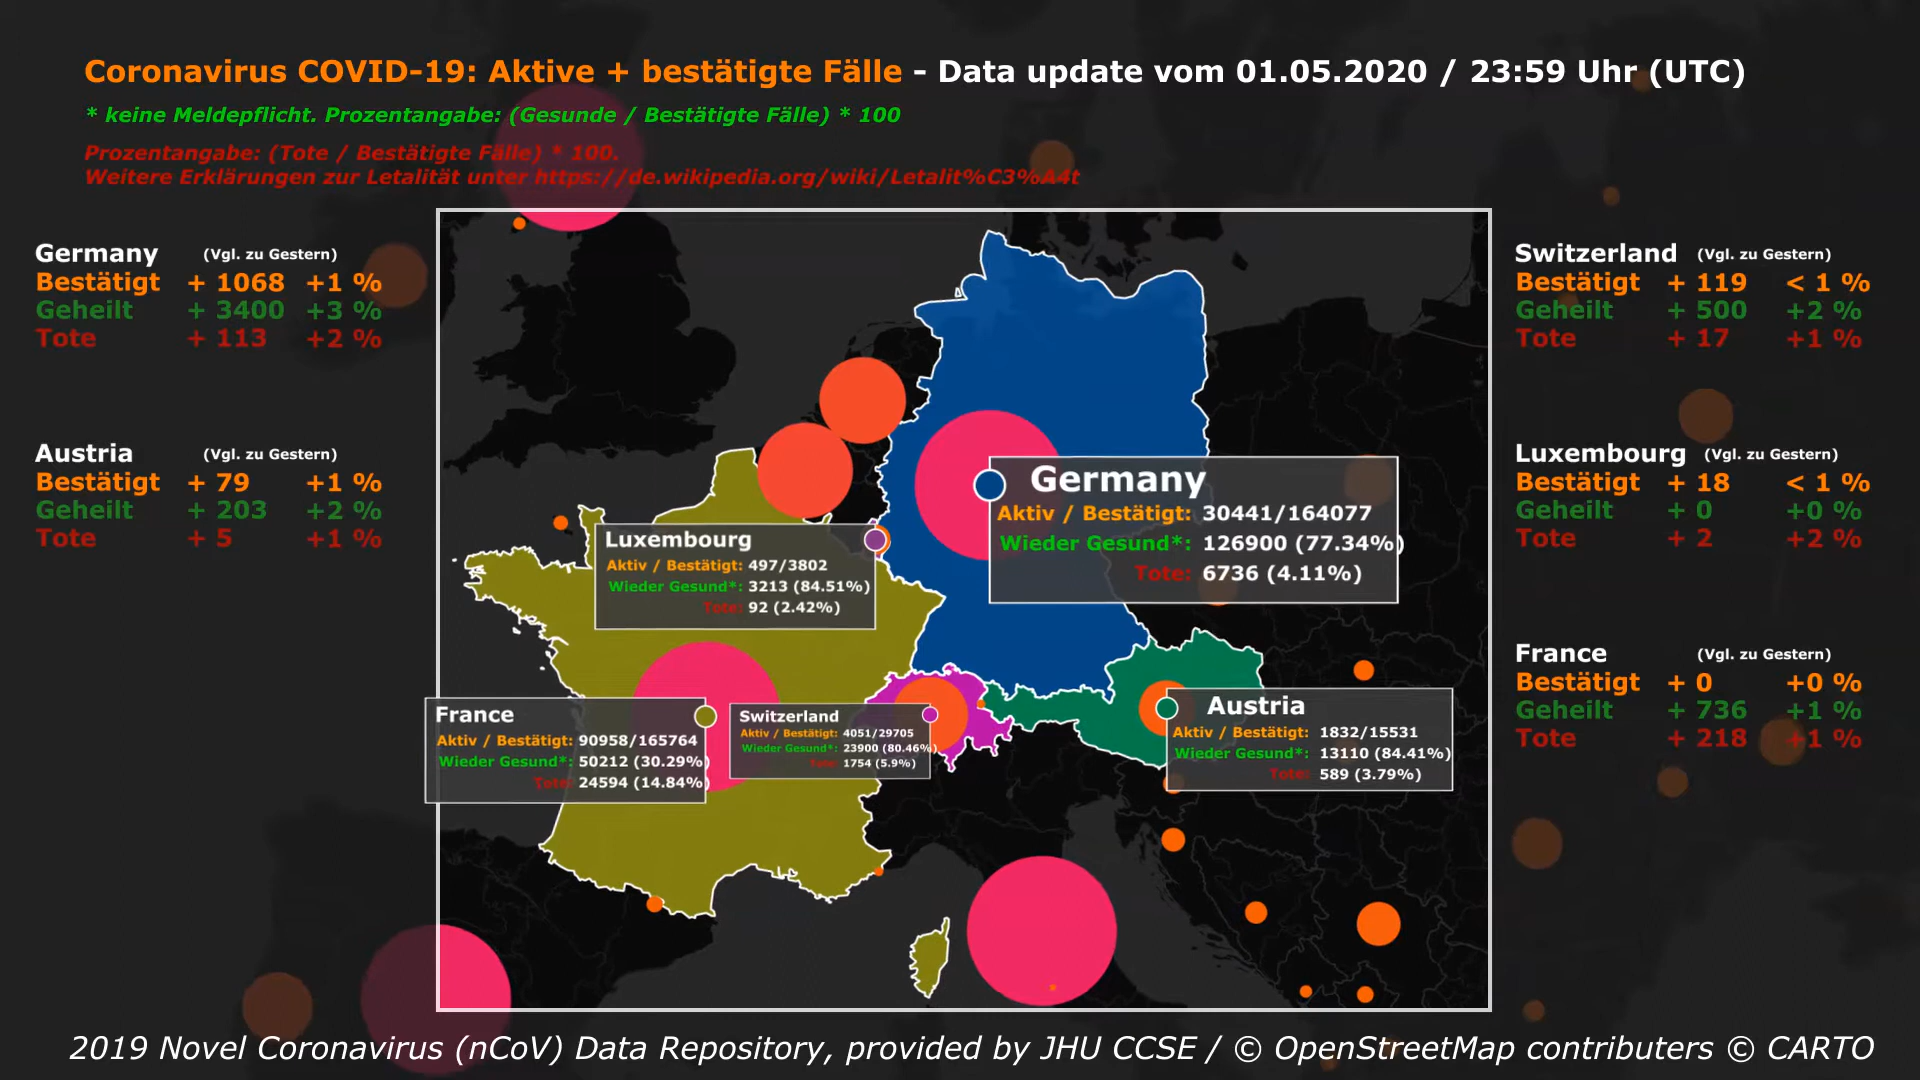 Coronavirus COVID-19: Aktive + bestätigte Fälle - Data update vom 01.05.2020 / 23:59 Uhr (UTC)
* keine Meldepflicht. Prozentangabe: (Gesunde / Bestätigte Fälle) * 100
Prozentangabe: (Tote / Bestätigte Fälle) * 100.
Weitere Erklärungen zur Letalität unter https://de.wikipedia.org/wiki/Letalit%C3%A4t
Germany (Vgl. zu Gestern)
Bestätigt + 1068 +1 %
Geheilt + 3400 +3 %
Tote + 113 +2 %
Austria (Vgl. zu Gestern)
Bestätigt + 79 +1 %
Geheilt + 203 +2 %
Tote + 5 +1 %
Germany
Aktiv / Bestätigt: 30441/164077
Wieder Gesund*: 126900 (77.34%)
Tote: 6736 (4.11%)
Luxembourg
Aktiv / Bestätigt: 497/3802
Wieder Gesund*: 3213 (84.51%)
Tote: 92 (2.42%)
France
Aktiv / Bestätigt: 90958/165764
Wieder Gesund*: 50212 (30.29%)
Tote: 24594 (14.84%)
Switzerland
Aktiv / Bestätigt: 4051/29705
Wieder Gesund*: 23900 (80.46%)
Tote: 1754 (5.9%)
Austria
Aktiv / Bestätigt: 1832/15531
Wieder Gesund*: 13110 (84.41%)
Tote: 589 (3.79%)
Switzerland (Vgl. zu Gestern)
Bestätigt + 119 < 1 %
Geheilt + 500 +2 %
Tote + 17 +1 %
Luxembourg (Vgl. zu Gestern)
Bestätigt + 18 < 1 %
Geheilt + 0 +0 %
Tote + 2 +2 %
France (Vgl. zu Gestern)
Bestätigt + 0 +0 %
Geheilt + 736 +1 %
Tote + 218 +1 %
2019 Novel Coronavirus (nCoV) Data Repository, provided by JHU CCSE / © OpenStreetMap contributors © CARTO